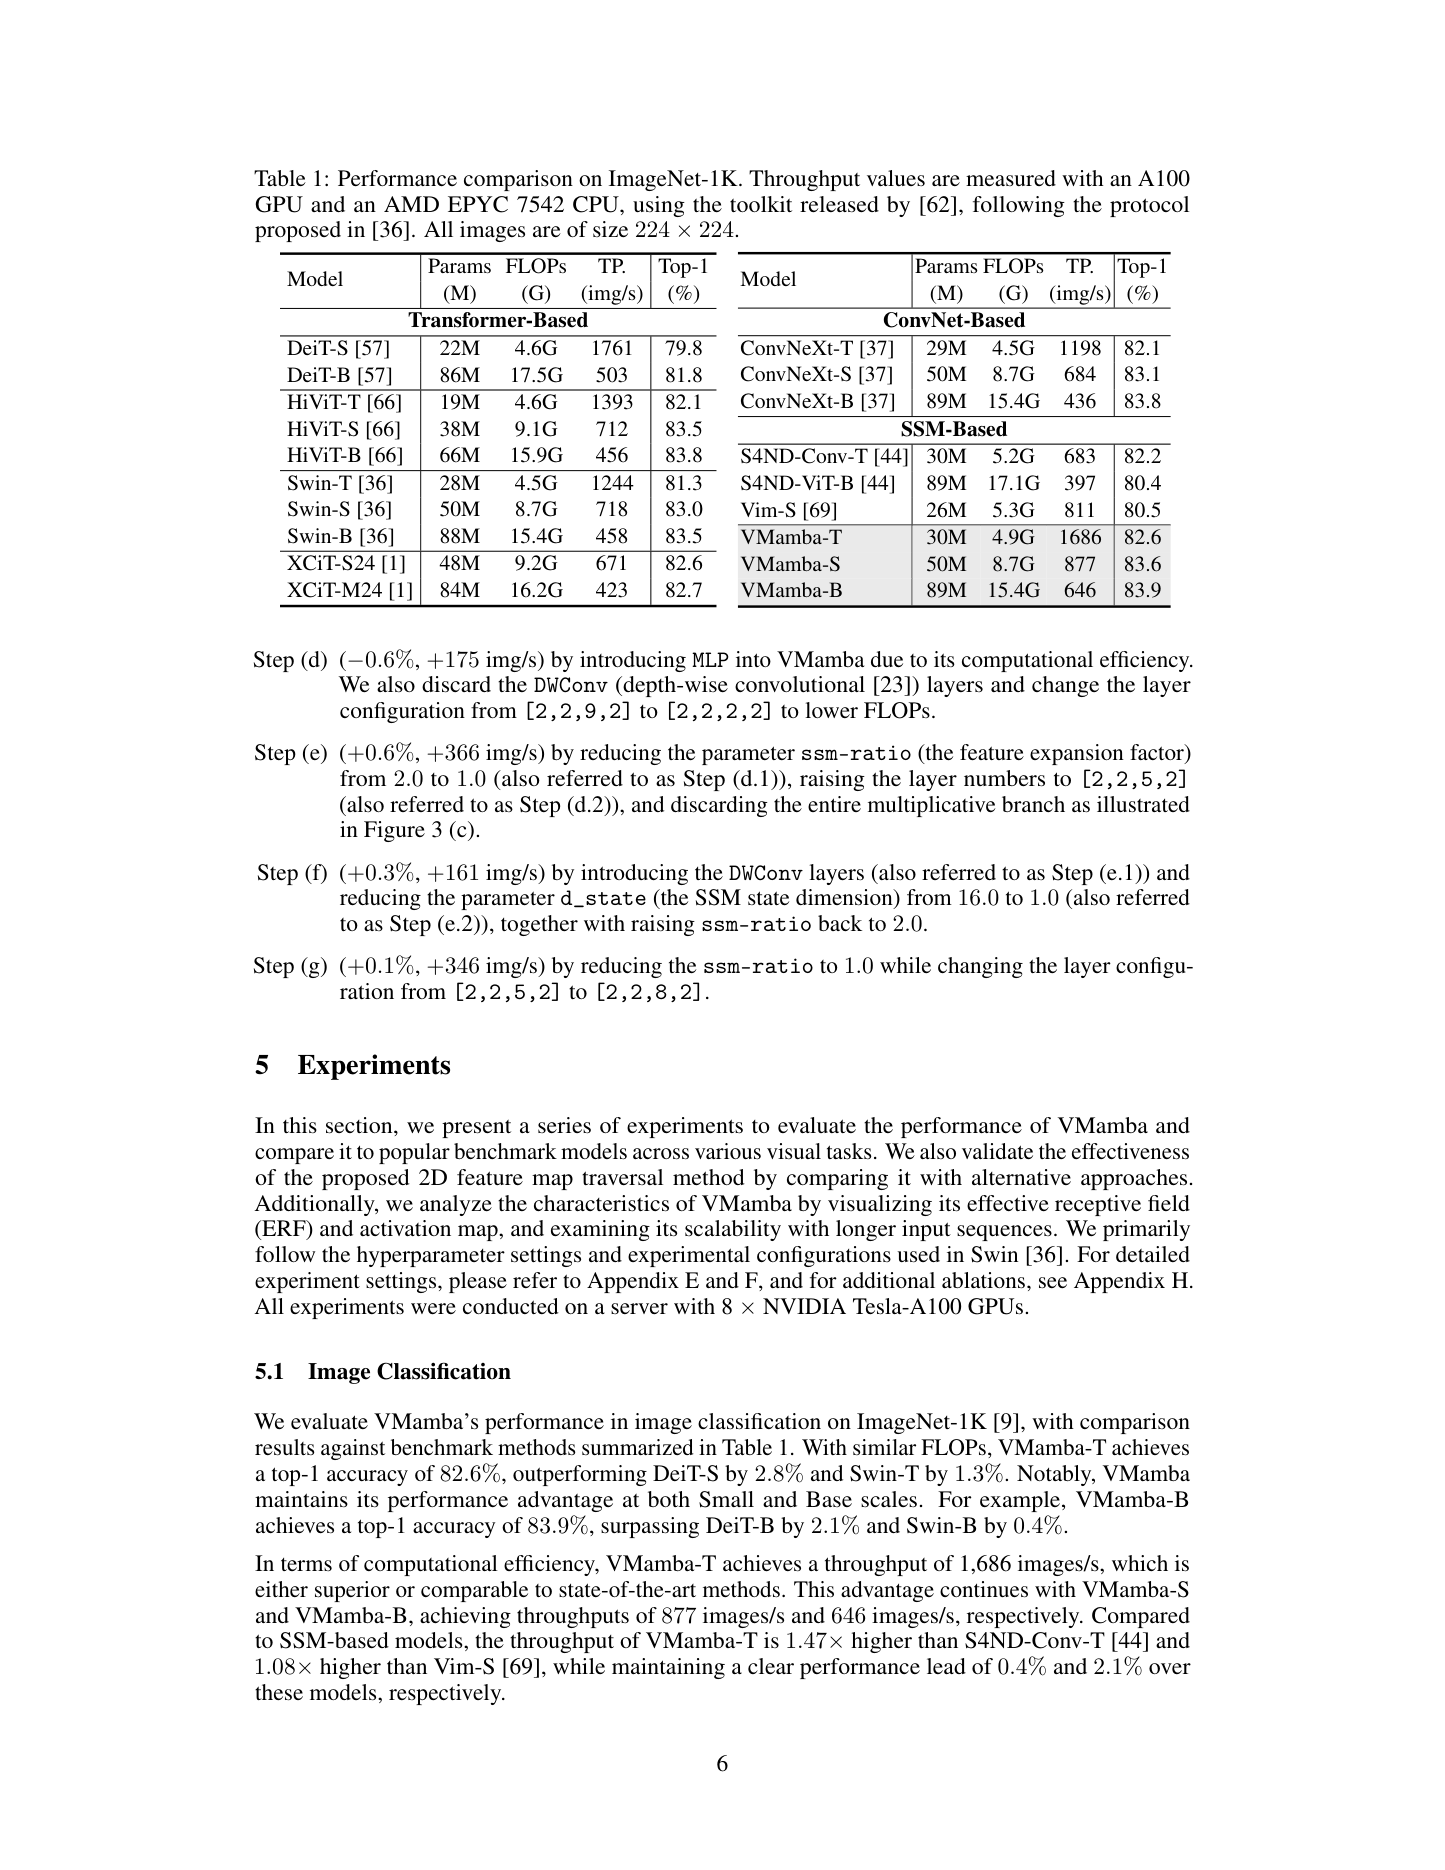 Table 1: Performance comparison on ImageNet-1K. Throughput values are measured with an A100
GPU and an AMD EPYC 7542 CPU, using the toolkit released by [62], following the protocol
proposed in [36]. All images are of size 224 × 224.
Model Params FLOPs TP. Top-1
(M) (G) (img/s) (%)
Transformer-Based
DeiT-S [57] 22M 4.6G 1761 79.8
DeiT-B [57] 86M 17.5G 503 81.8
HiViT-T [66] 19M 4.6G 1393 82.1
HiViT-S [66] 38M 9.1G 712 83.5
HiViT-B [66] 66M 15.9G 456 83.8
Swin-T [36] 28M 4.5G 1244 81.3
Swin-S [36] 50M 8.7G 718 83.0
Swin-B [36] 88M 15.4G 458 83.5
XCiT-S24 [1] 48M 9.2G 671 82.6
XCiT-M24 [1] 84M 16.2G 423 82.7
Model Params FLOPs TP. Top-1
(M) (G) (img/s) (%)
ConvNet-Based
ConvNeXt-T [37] 29M 4.5G 1198 82.1
ConvNeXt-S [37] 50M 8.7G 684 83.1
ConvNeXt-B [37] 89M 15.4G 436 83.8
SSM-Based
S4ND-Conv-T [44] 30M 5.2G 683 82.2
S4ND-ViT-B [44] 89M 17.1G 397 80.4
Vim-S [69] 26M 5.3G 811 80.5
VMamba-T 30M 4.9G 1686 82.6
VMamba-S 50M 8.7G 877 83.6
VMamba-B 89M 15.4G 646 83.9
Step (d) (−0.6%, +175 img/s) by introducing MLP into VMamba due to its computational efficiency.
We also discard the DWConv (depth-wise convolutional [23]) layers and change the layer
configuration from [2,2,9,2] to [2,2,2,2] to lower FLOPs.
Step (e) (+0.6%, +366 img/s) by reducing the parameter ssm-ratio (the feature expansion factor)
from 2.0 to 1.0 (also referred to as Step (d.1)), raising the layer numbers to [2,2,5,2]
(also referred to as Step (d.2)), and discarding the entire multiplicative branch as illustrated
in Figure 3 (c).
Step (f) (+0.3%, +161 img/s) by introducing the DWConv layers (also referred to as Step (e.1)) and
reducing the parameter d_state (the SSM state dimension) from 16.0 to 1.0 (also referred
to as Step (e.2)), together with raising ssm-ratio back to 2.0.
Step (g) (+0.1%, +346 img/s) by reducing the ssm-ratio to 1.0 while changing the layer configu-
ration from [2,2,5,2] to [2,2,8,2].
5 Experiments
In this section, we present a series of experiments to evaluate the performance of VMamba and
compare it to popular benchmark models across various visual tasks. We also validate the effectiveness
of the proposed 2D feature map traversal method by comparing it with alternative approaches.
Additionally, we analyze the characteristics of VMamba by visualizing its effective receptive field
(ERF) and activation map, and examining its scalability with longer input sequences. We primarily
follow the hyperparameter settings and experimental configurations used in Swin [36]. For detailed
experiment settings, please refer to Appendix E and F, and for additional ablations, see Appendix H.
All experiments were conducted on a server with 8 × NVIDIA Tesla-A100 GPUs.
5.1 Image Classification
We evaluate VMamba's performance in image classification on ImageNet-1K [9], with comparison
results against benchmark methods summarized in Table 1. With similar FLOPs, VMamba-T achieves
a top-1 accuracy of 82.6%, outperforming DeiT-S by 2.8% and Swin-T by 1.3%. Notably, VMamba
maintains its performance advantage at both Small and Base scales. For example, VMamba-B
achieves a top-1 accuracy of 83.9%, surpassing DeiT-B by 2.1% and Swin-B by 0.4%.
In terms of computational efficiency, VMamba-T achieves a throughput of 1,686 images/s, which is
either superior or comparable to state-of-the-art methods. This advantage continues with VMamba-S
and VMamba-B, achieving throughputs of 877 images/s and 646 images/s, respectively. Compared
to SSM-based models, the throughput of VMamba-T is 1.47× higher than S4ND-Conv-T [44] and
1.08× higher than Vim-S [69], while maintaining a clear performance lead of 0.4% and 2.1% over
these models, respectively.
6